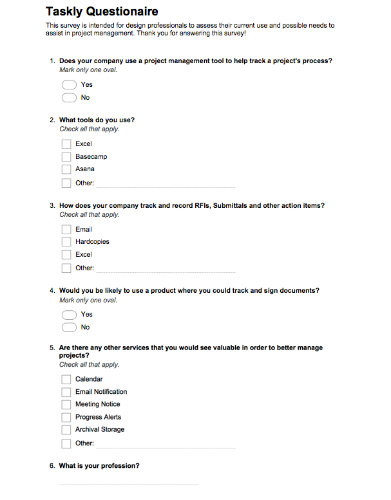 Taskly Questionaire
This survey is intended for design professionals to assess their current use and possible needs to
assist in project management. Thank you for answering this survey!
1. Does your company use a project management tool to help track a project's process?
Mark only one oval.
Yes
No
2. What tools do you use?
Check all that apply.
Excel
Basecamp
Asana
Other:
3. How does your company track and record RFIs, Submittals and other action items?
Check all that apply.
Email
Hardcopies
Excel
Other:
4. Would you be likely to use a product where you could track and sign documents?
Mark only one oval.
Yes
No
5. Are there any other services that you would see valuable in order to better manage
projects?
Check all that apply.
Calendar
Email Notification
Meeting Notice
Progress Alerts
Archival Storage
Other:
6. What is your profession?